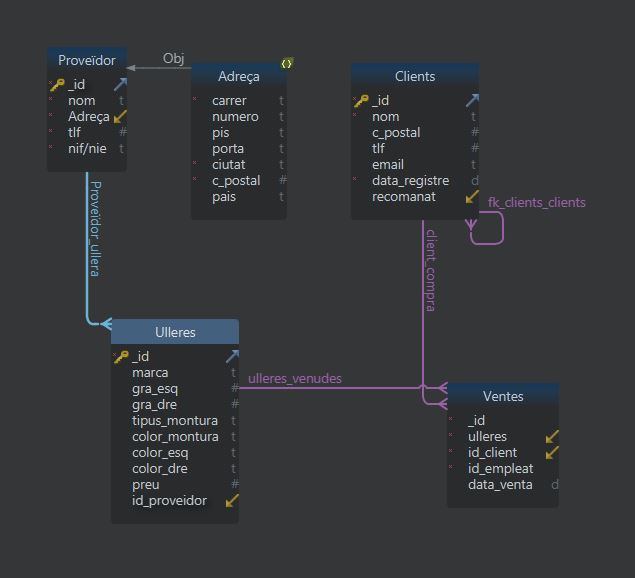 Proveïdor
_id
nom t
Adreça
tlf #
nif/nie t
Obj
Adreça
carrer t
numero t
pis t
porta t
ciutat t
c_postal #
pais t
Clients
_id
nom t
c_postal #
tlf #
email t
data_registre d
recomanat
fk_clients_clients
Proveïdor_ullera
client_compra
Ulleres
_id
marca t
gra_esq #
gra_dre #
tipus_montura t
color_montura t
color_esq t
color_dre t
preu #
id_proveidor
ulleres_venudes
Ventes
_id
ulleres
id_client
id_empleat
data_venta d